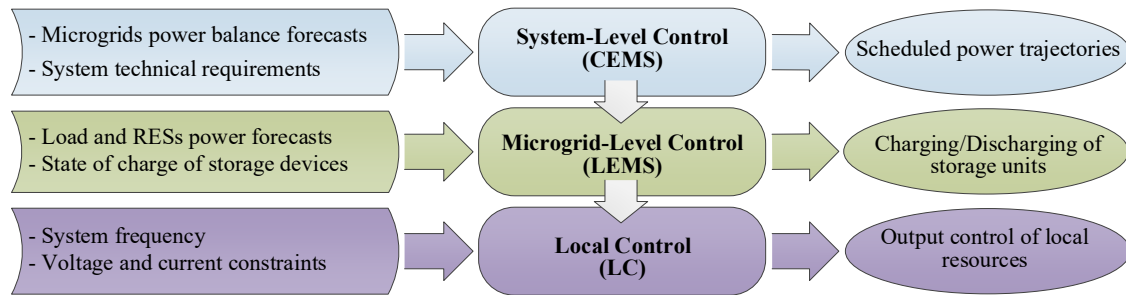 - Microgrids power balance forecasts
- System technical requirements
System-Level Control
(CEMS)
Scheduled power trajectories
- Load and RESs power forecasts
- State of charge of storage devices
Microgrid-Level Control
(LEMS)
Charging/Discharging of
storage units
- System frequency
- Voltage and current constraints
Local Control
(LC)
Output control of local
resources